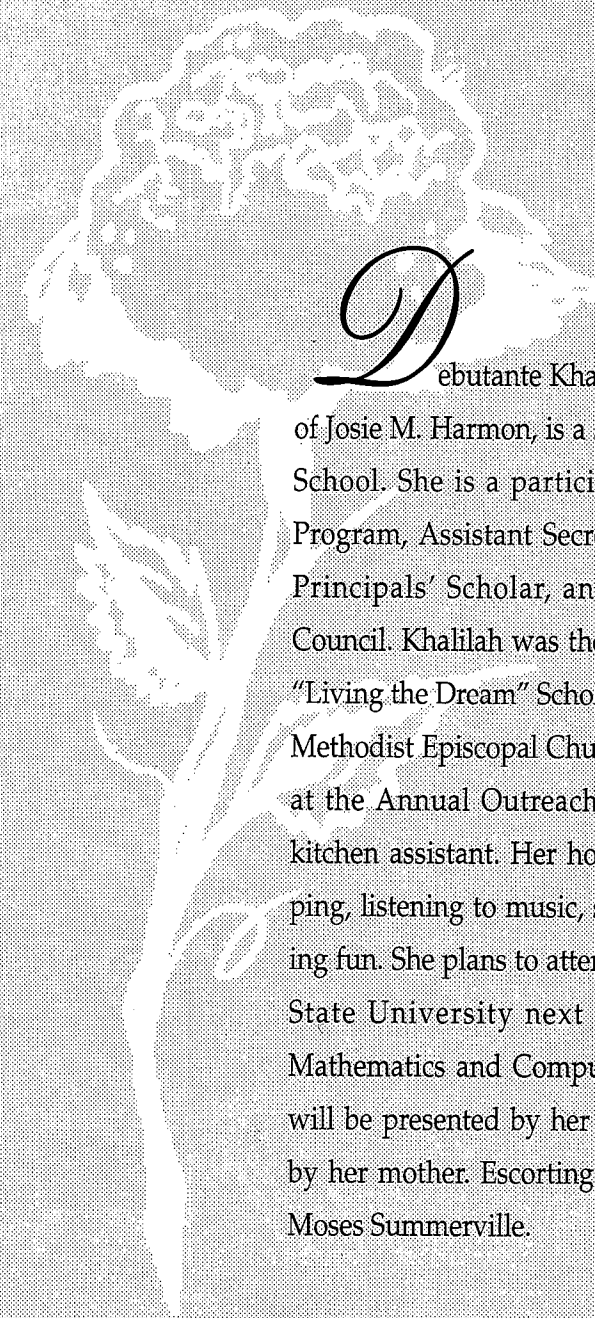 Debutante Kha
of Josie M. Harmon, is a
School. She is a partici
Program, Assistant Secr
Principals' Scholar, an
Council. Khalilah was the
"Living the Dream" Scho
Methodist Episcopal Chu
at the Annual Outreach
kitchen assistant. Her ho
ping, listening to music,
ing fun. She plans to atte
State University next
Mathematics and Compu
will be presented by her
by her mother. Escorting
Moses Summerville.